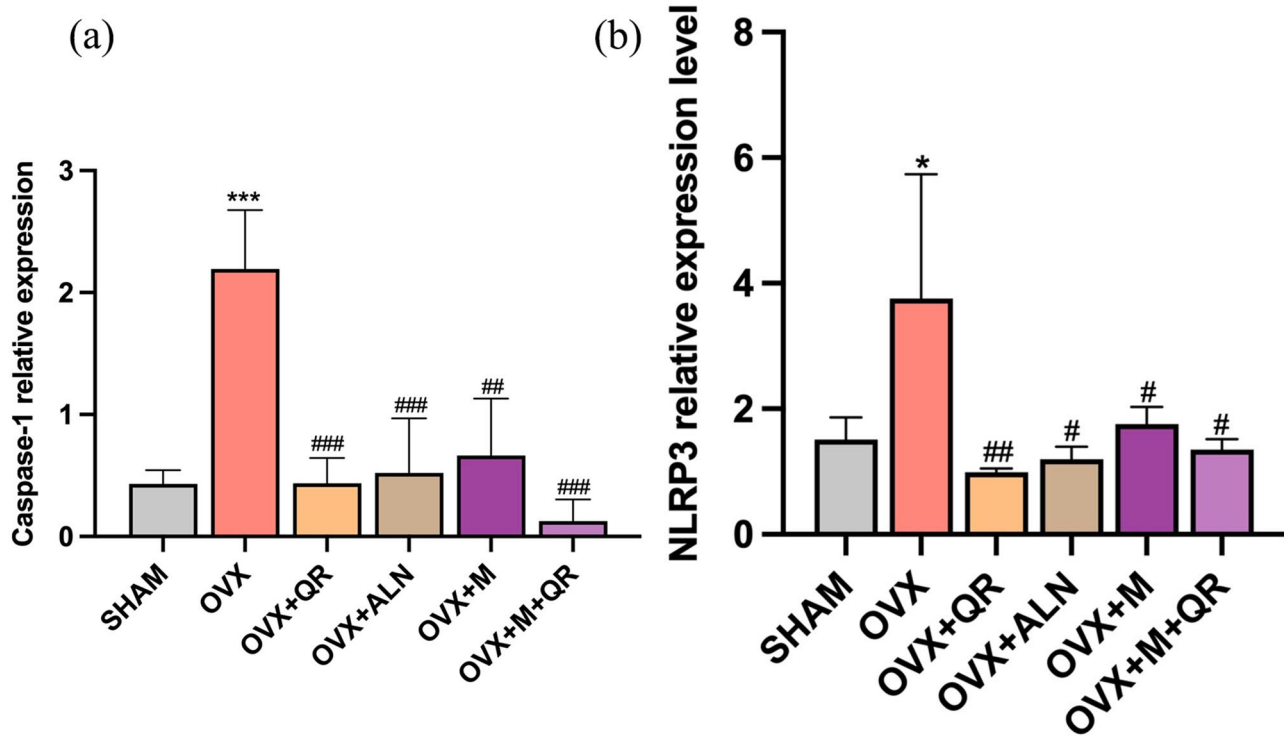 (a)
Caspase-1 relative expression
3
2
1
0
***
###
###
##
###
SHAM
OVX
OVX+QR
OVX+ALN
OVX+M
OVX+M+QR
(b)
NLRP3 relative expression level
8
6
4
2
0
*
##
#
#
#
SHAM
OVX
OVX+QR
OVX+ALN
OVX+M
OVX+M+QR